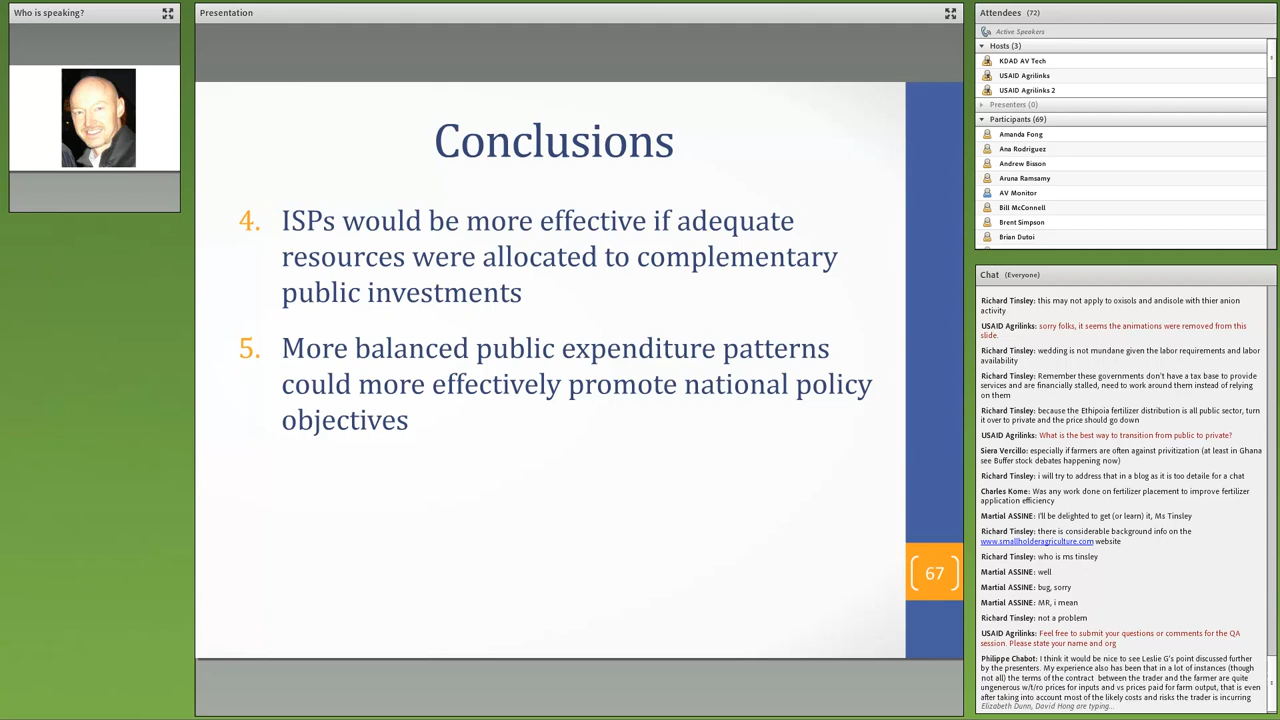 Who is speaking?
Presentation
Conclusions
4. ISPs would be more effective if adequate
resources were allocated to complementary
public investments
5. More balanced public expenditure patterns
could more effectively promote national policy
objectives
67
Attendees (72)
Active Speakers
Hosts (3)
KDAD AV Tech
USAID Agrilinks
USAID Agrilinks 2
Presenters (0)
Participants (69)
Amanda Fong
Ana Rodriguez
Andrew Bisson
Aruna Ramsamy
AV Monitor
Bill McConnell
Brent Simpson
Brian Dutoi
Chat (Everyone)
Richard Tinsley: this may not apply to oxisols and andisole with thier anion
activity
USAID Agrilinks: sorry folks, it seems the animations were removed from this
slide.
Richard Tinsley: wedding is not mundane given the labor requirements and labor
availability
Richard Tinsley: Remember these governments don't have a tax base to provide
services and are financially stalled, need to work around them instead of relying
on them
Richard Tinsley: because the Ethipoia fertilizer distribution is all public sector, turn
it over to private and the price should go down
USAID Agrilinks: What is the best way to transition from public to private?
Siera Vercillo: especially if farmers are often against privitization (at least in Ghana
see Buffer stock debates happening now)
Richard Tinsley: i will try to address that in a blog as it is too detaile for a chat
Charles Kome: Was any work done on fertilizer placement to improve fertilizer
application efficiency
Martial ASSINE: I'll be delighted to get (or learn) it, Ms Tinsley
Richard Tinsley: there is considerable background info on the
www.smallholderagriculture.com website
Richard Tinsley: who is ms tinsley
Martial ASSINE: well
Martial ASSINE: bug, sorry
Martial ASSINE: MR, i mean
Richard Tinsley: not a problem
USAID Agrilinks: Feel free to submit your questions or comments for the QA
session. Please state your name and org
Philippe Chabot: I think it would be nice to see Leslie G's point discussed further
by the presenters. My experience also has been that in a lot of instances (though
not all) the terms of the contract between the trader and the farmer are quite
ungenerous w/t/ro prices for inputs and vs prices paid for farm output, that is even
after taking into account most of the likely costs and risks the trader is incurring
Elizabeth Dunn, David Hong are typing...